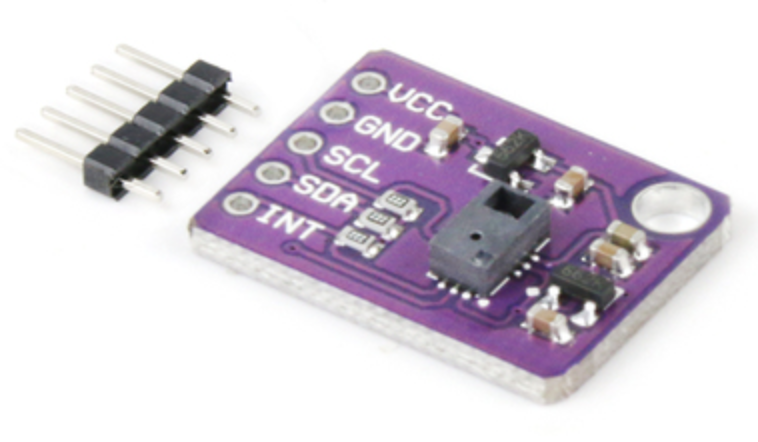 VCC
GND
SCL
SDA
INT